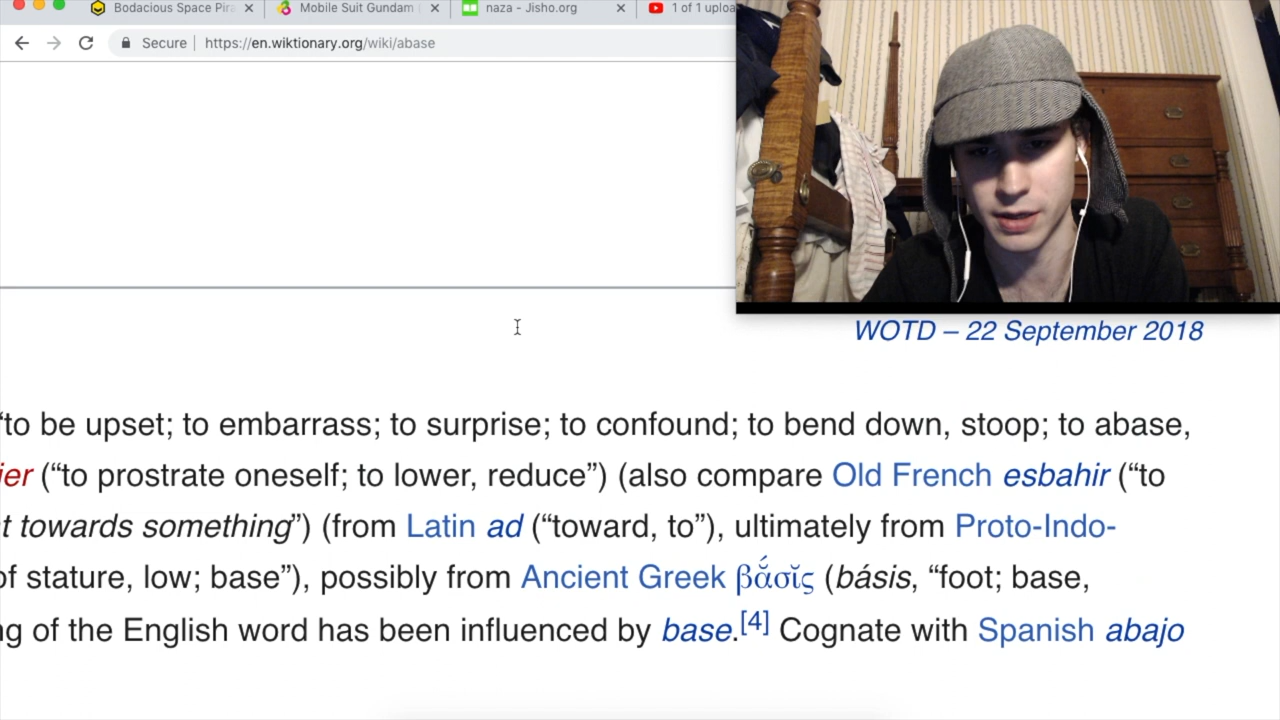 Bodacious Space Pira
Mobile Suit Gundam
naza - Jisho.org
1 of 1 uploa
Secure
https://en.wiktionary.org/wiki/abase
WOTD – 22 September 2018
“to be upset; to embarrass; to surprise; to confound; to bend down, stoop; to abase,
ier (“to prostrate oneself; to lower, reduce”) (also compare Old French esbahir (“to
t towards something”) (from Latin ad (“toward, to”), ultimately from Proto-Indo-
of stature, low; base”), possibly from Ancient Greek βᾰ́σῐς (básis, “foot; base,
ng of the English word has been influenced by base.[4] Cognate with Spanish abajo